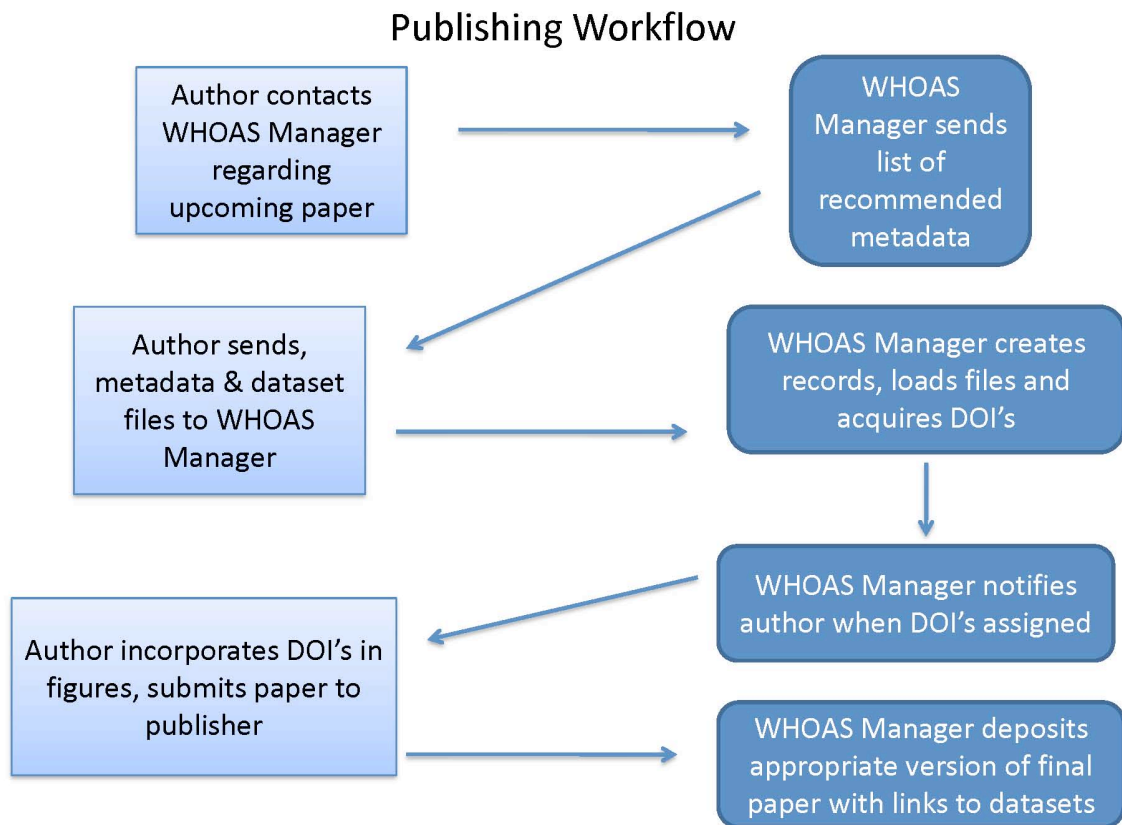 Publishing Workflow
Author contacts
WHOAS Manager
regarding
upcoming paper
WHOAS
Manager sends
list of
recommended
metadata
Author sends,
metadata & dataset
files to WHOAS
Manager
WHOAS Manager creates
records, loads files and
acquires DOI’s
WHOAS Manager notifies
author when DOI’s assigned
Author incorporates DOI’s in
figures, submits paper to
publisher
WHOAS Manager deposits
appropriate version of final
paper with links to datasets